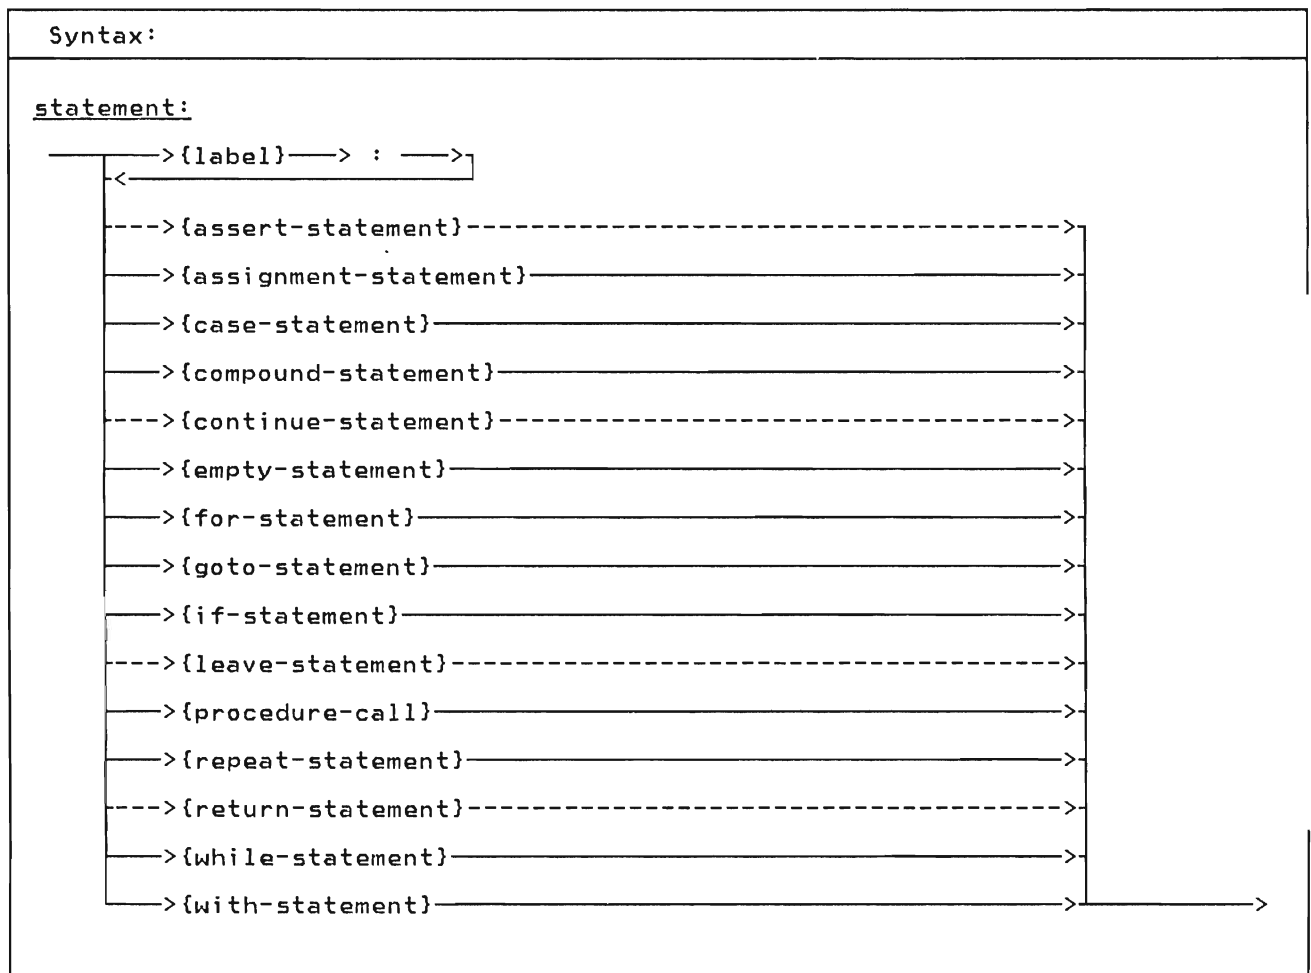 Syntax:
statement:
{label} :
{assert-statement}
{assignment-statement}
{case-statement}
{compound-statement}
{continue-statement}
{empty-statement}
{for-statement}
{goto-statement}
{if-statement}
{leave-statement}
{procedure-call}
{repeat-statement}
{return-statement}
{while-statement}
{with-statement}